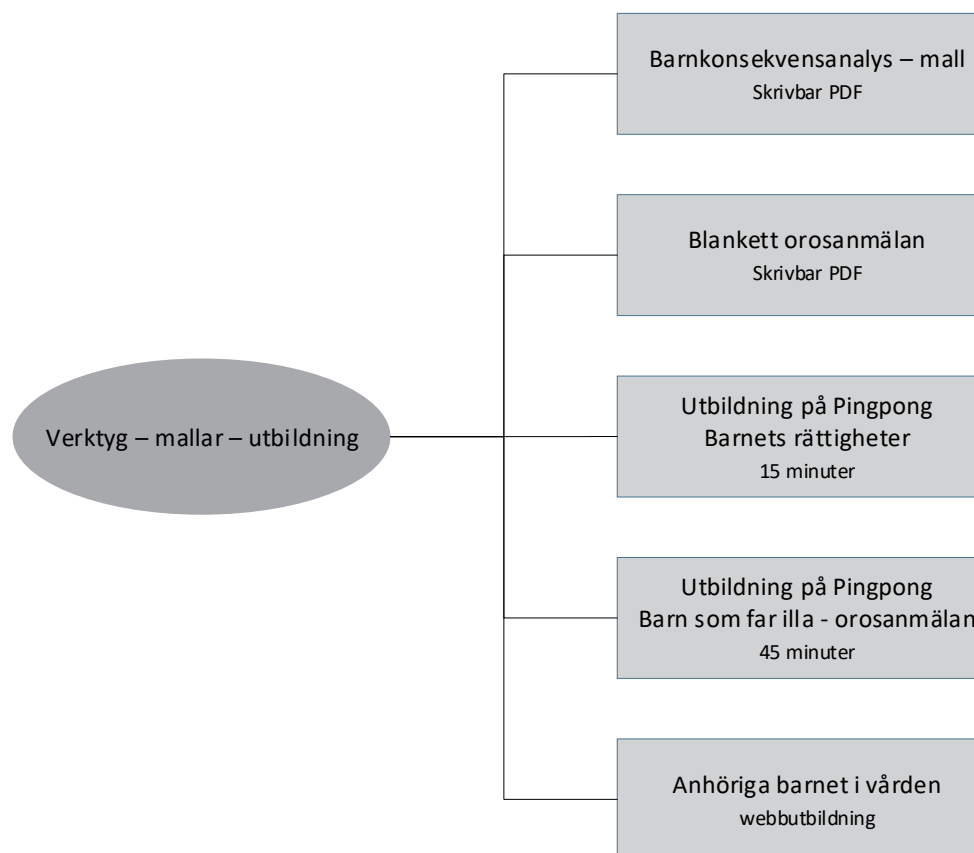 Barnkonsekvensanalys – mall
Skrivbar PDF
Blankett orosanmälan
Skrivbar PDF
Verktyg – mallar – utbildning
Utbildning på Pingpong
Barnets rättigheter
15 minuter
Utbildning på Pingpong
Barn som far illa - orosanmälan
45 minuter
Anhöriga barnet i vården
webbutbildning